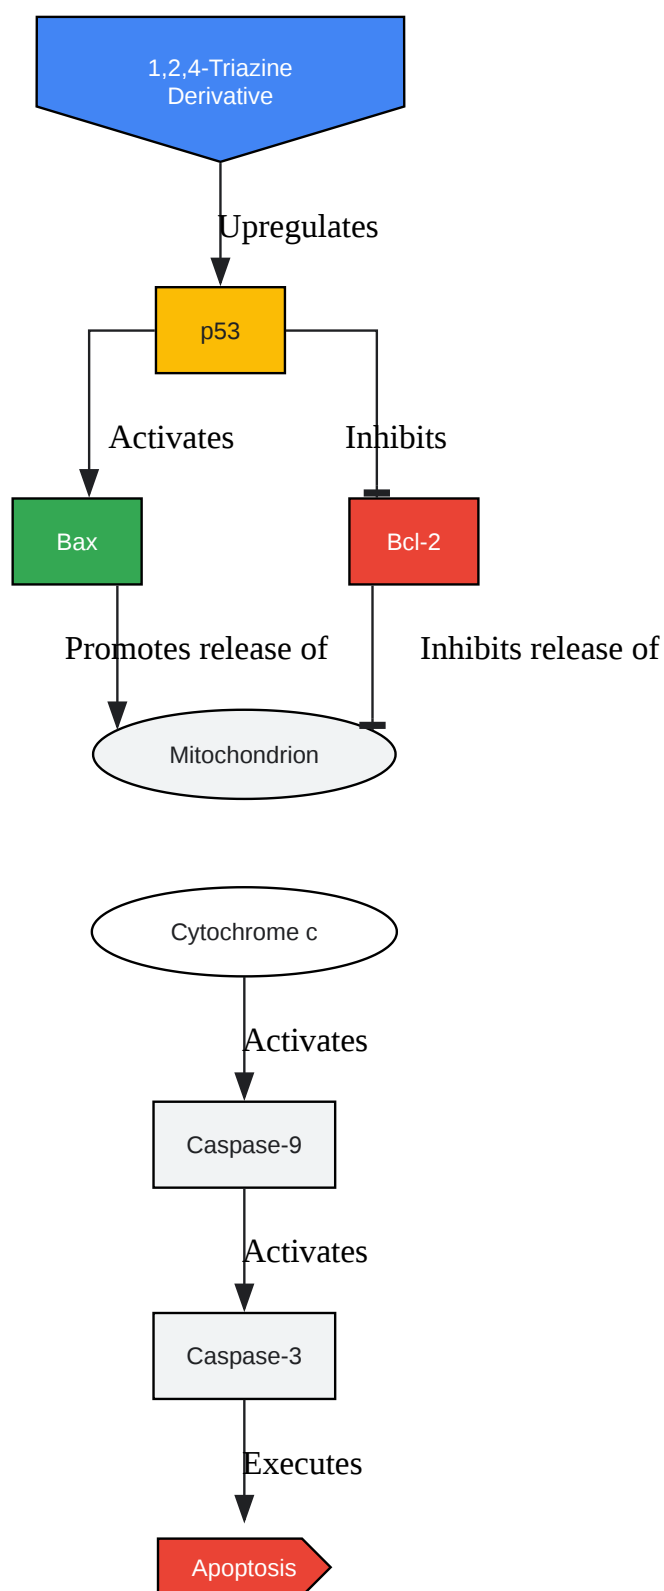 1,2,4-Triazine
Derivative
Upregulates
p53
Activates
Inhibits
Bax
Bcl-2
Promotes release of
Inhibits release of
Mitochondrion
Cytochrome c
Activates
Caspase-9
Activates
Caspase-3
Executes
Apoptosis